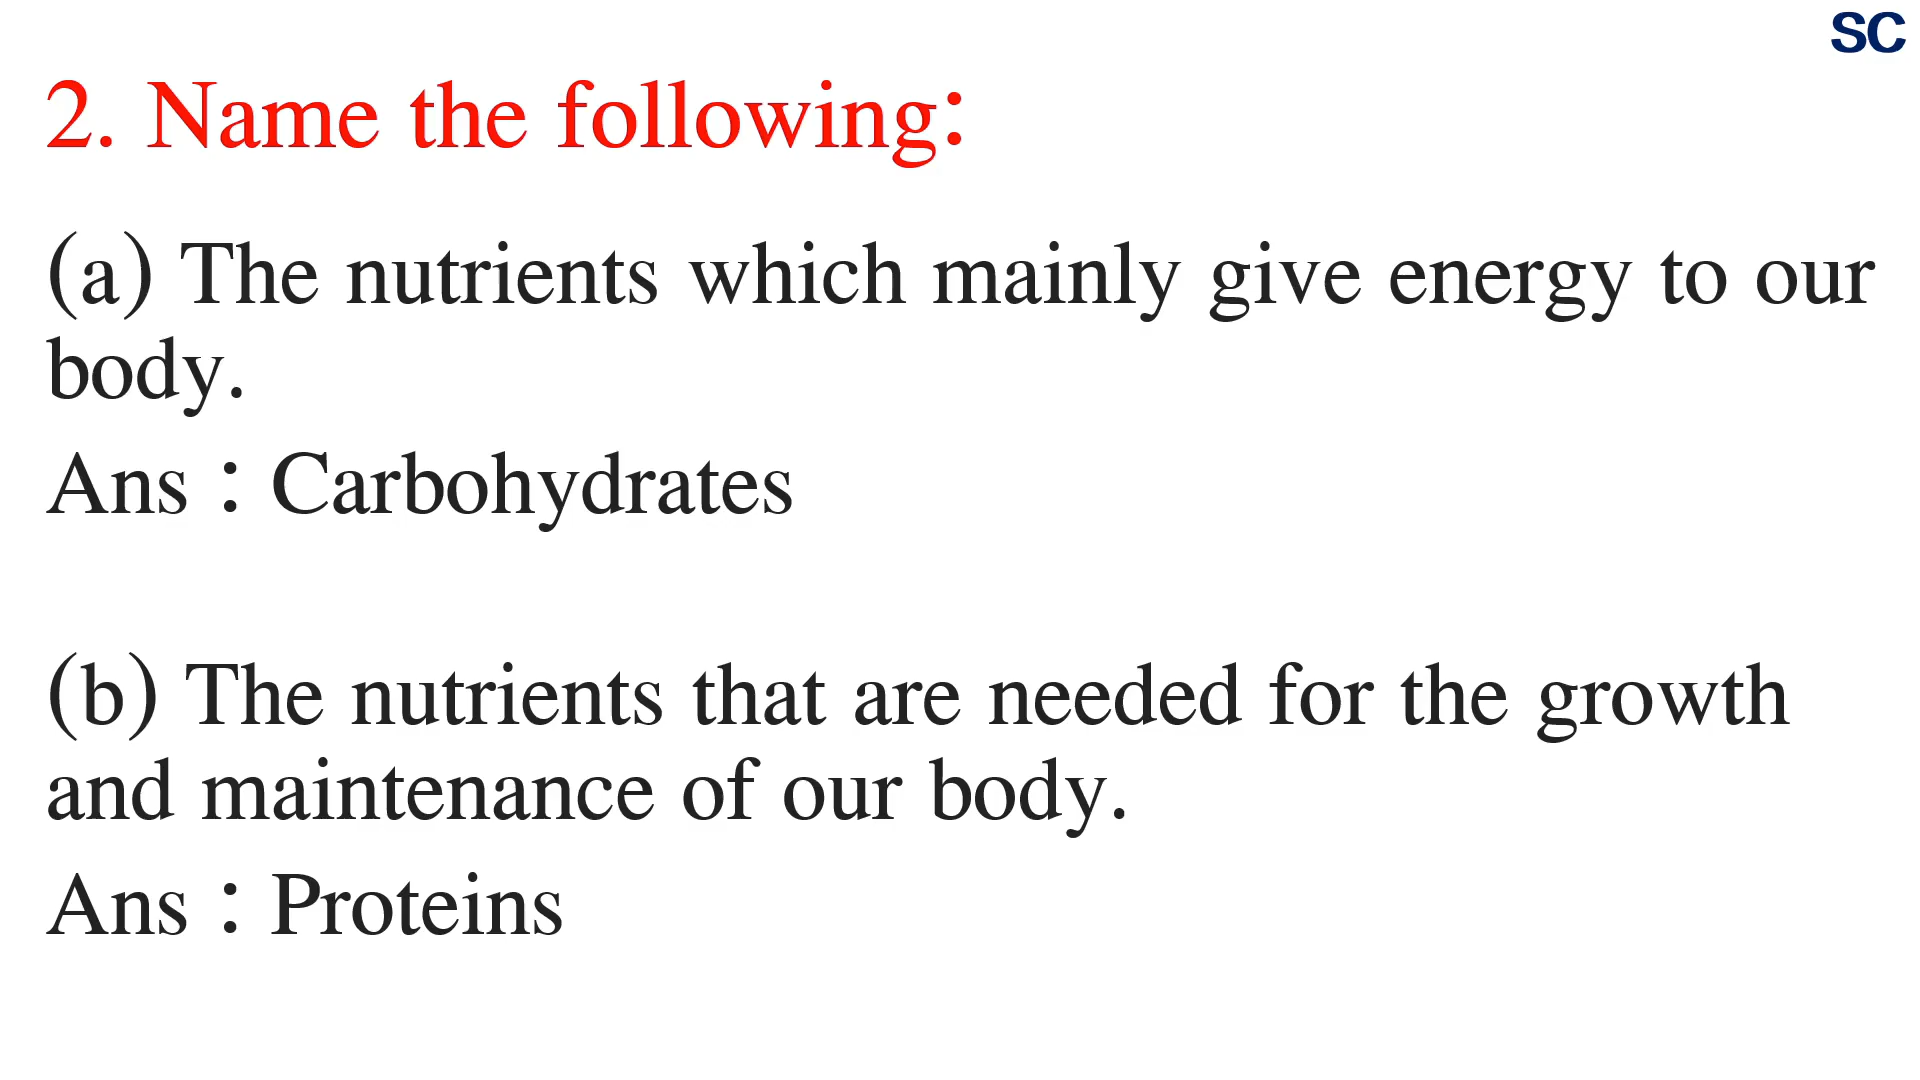 SC
2. Name the following:
(a) The nutrients which mainly give energy to our
body.
Ans : Carbohydrates
(b) The nutrients that are needed for the growth
and maintenance of our body.
Ans : Proteins